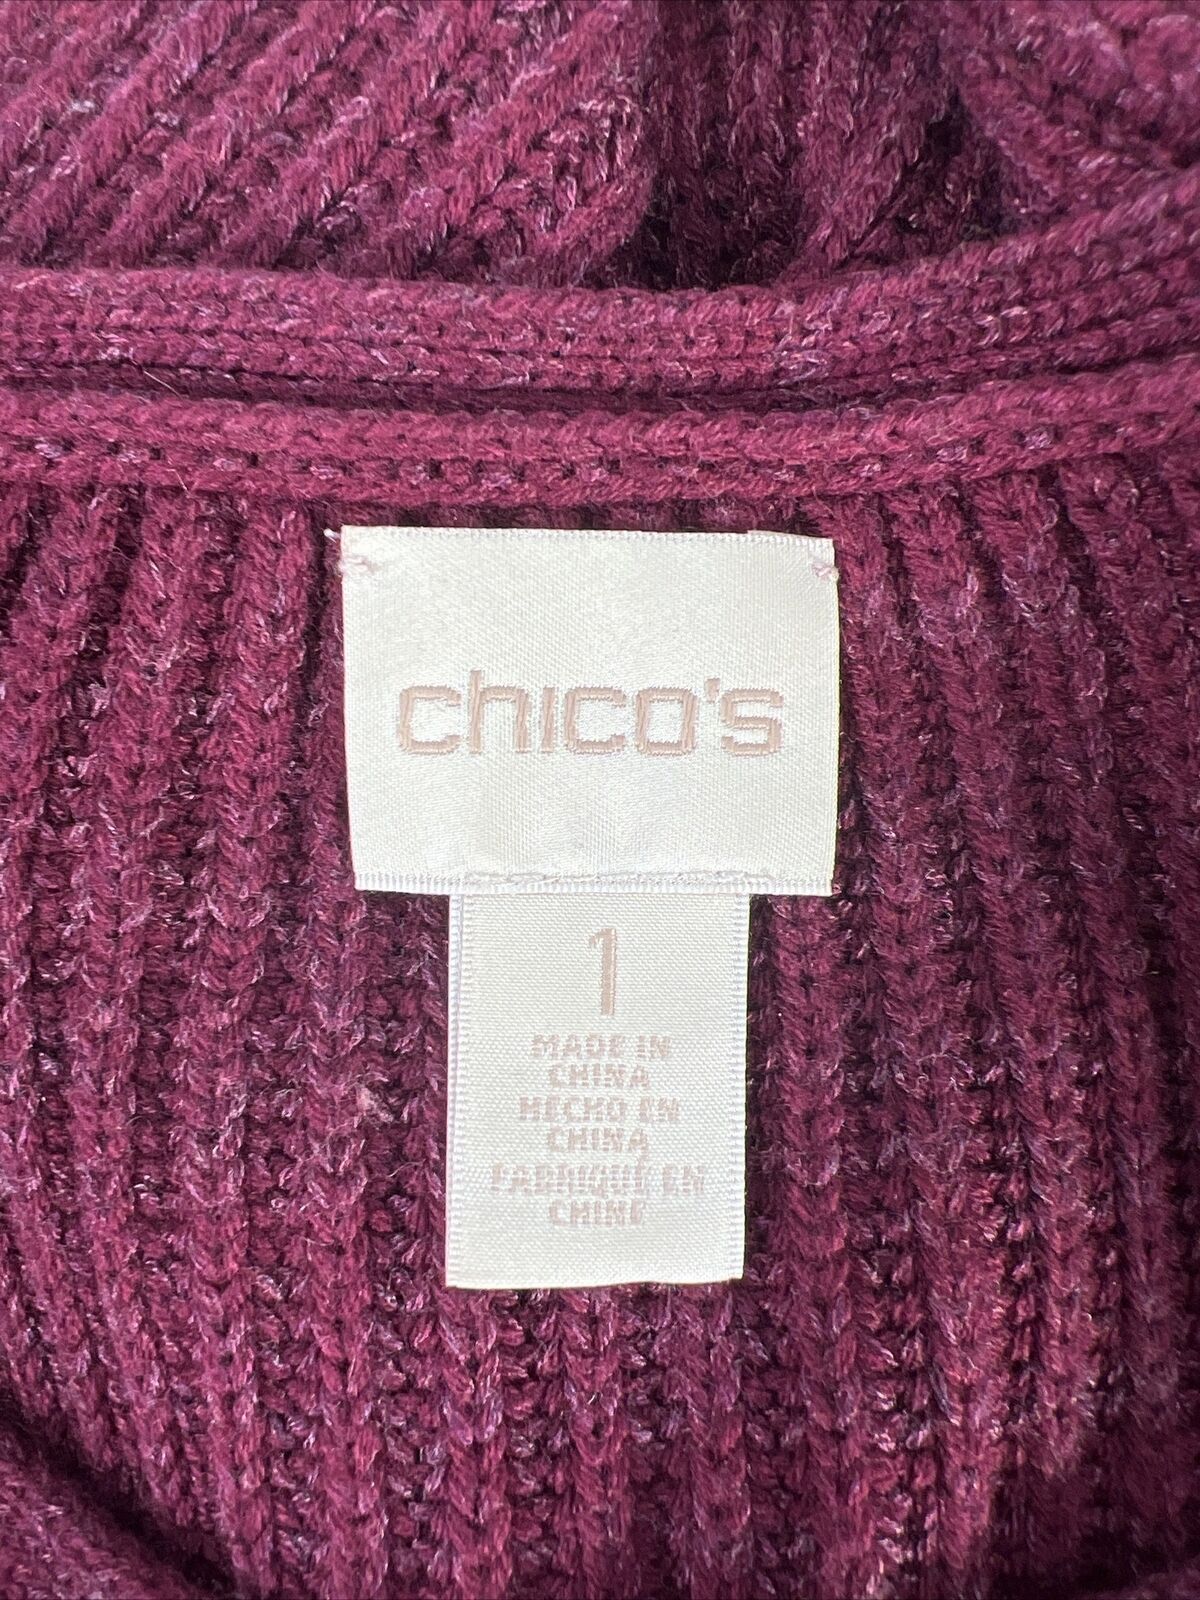 chico's
1
MADE IN
CHINA
HECHO EN
CHINA
FABRIQUÉ EN
CHINE